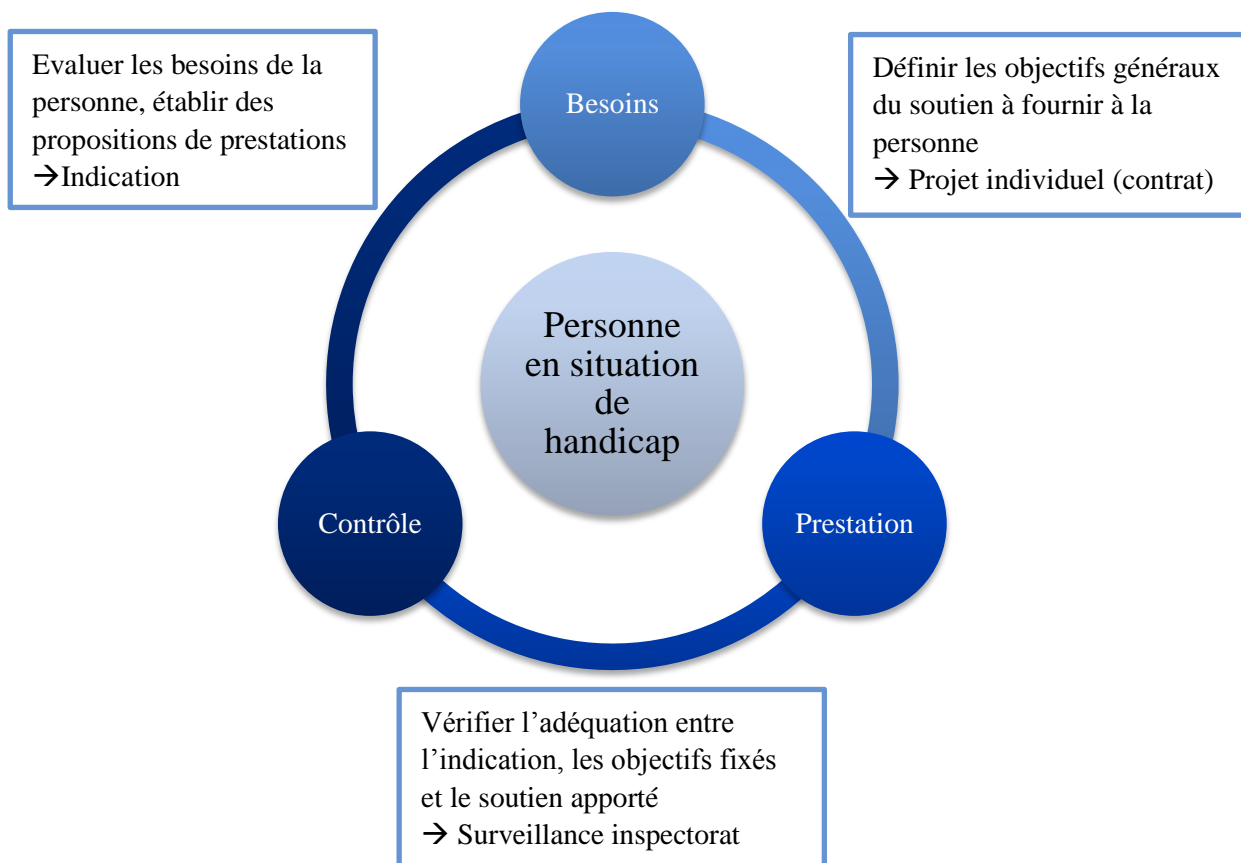 Evaluer les besoins de la
personne, établir des
propositions de prestations
→Indication
Besoins
Définir les objectifs généraux
du soutien à fournir à la
personne
→ Projet individuel (contrat)
Personne
en situation
de
handicap
Contrôle
Prestation
Vérifier l’adéquation entre
l’indication, les objectifs fixés
et le soutien apporté
→ Surveillance inspectorat